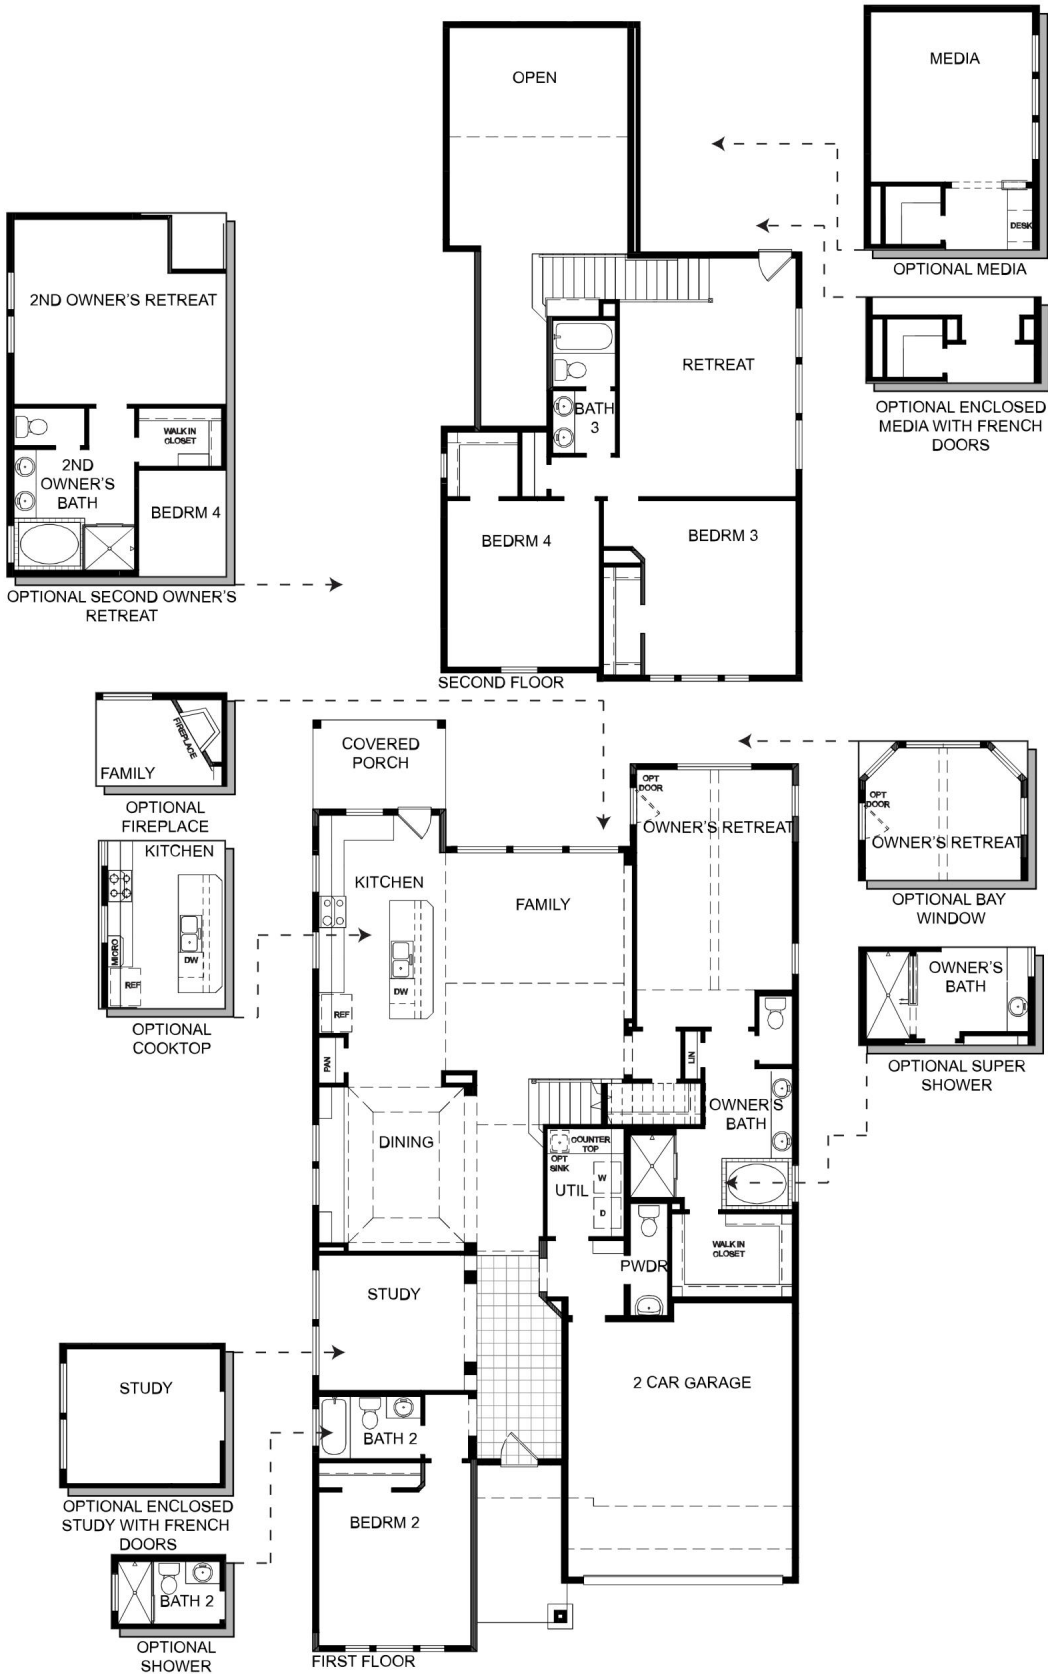 OPEN
MEDIA
DESK
OPTIONAL MEDIA
OPTIONAL ENCLOSED
MEDIA WITH FRENCH
DOORS
2ND OWNER'S RETREAT
WALK IN
CLOSET
2ND
OWNER'S
BATH
BEDRM 4
OPTIONAL SECOND OWNER'S
RETREAT
RETREAT
BATH
3
BEDRM 4
BEDRM 3
SECOND FLOOR
FIREPLACE
FAMILY
OPTIONAL
FIREPLACE
KITCHEN
MICRO
DW
REF
OPTIONAL
COOKTOP
COVERED
PORCH
OPT
DOOR
OWNER'S RETREAT
KITCHEN
FAMILY
DW
REF
PAN
LIN
OPT
DOOR
OWNER'S RETREAT
OPTIONAL BAY
WINDOW
OWNER'S
BATH
OPTIONAL SUPER
SHOWER
OWNER'S
BATH
DINING
COUNTER
TOP
OPT
SINK
W
UTIL
D
WALK IN
CLOSET
PWDR
STUDY
2 CAR GARAGE
STUDY
OPTIONAL ENCLOSED
STUDY WITH FRENCH
DOORS
BATH 2
BEDRM 2
BATH 2
OPTIONAL
SHOWER
FIRST FLOOR